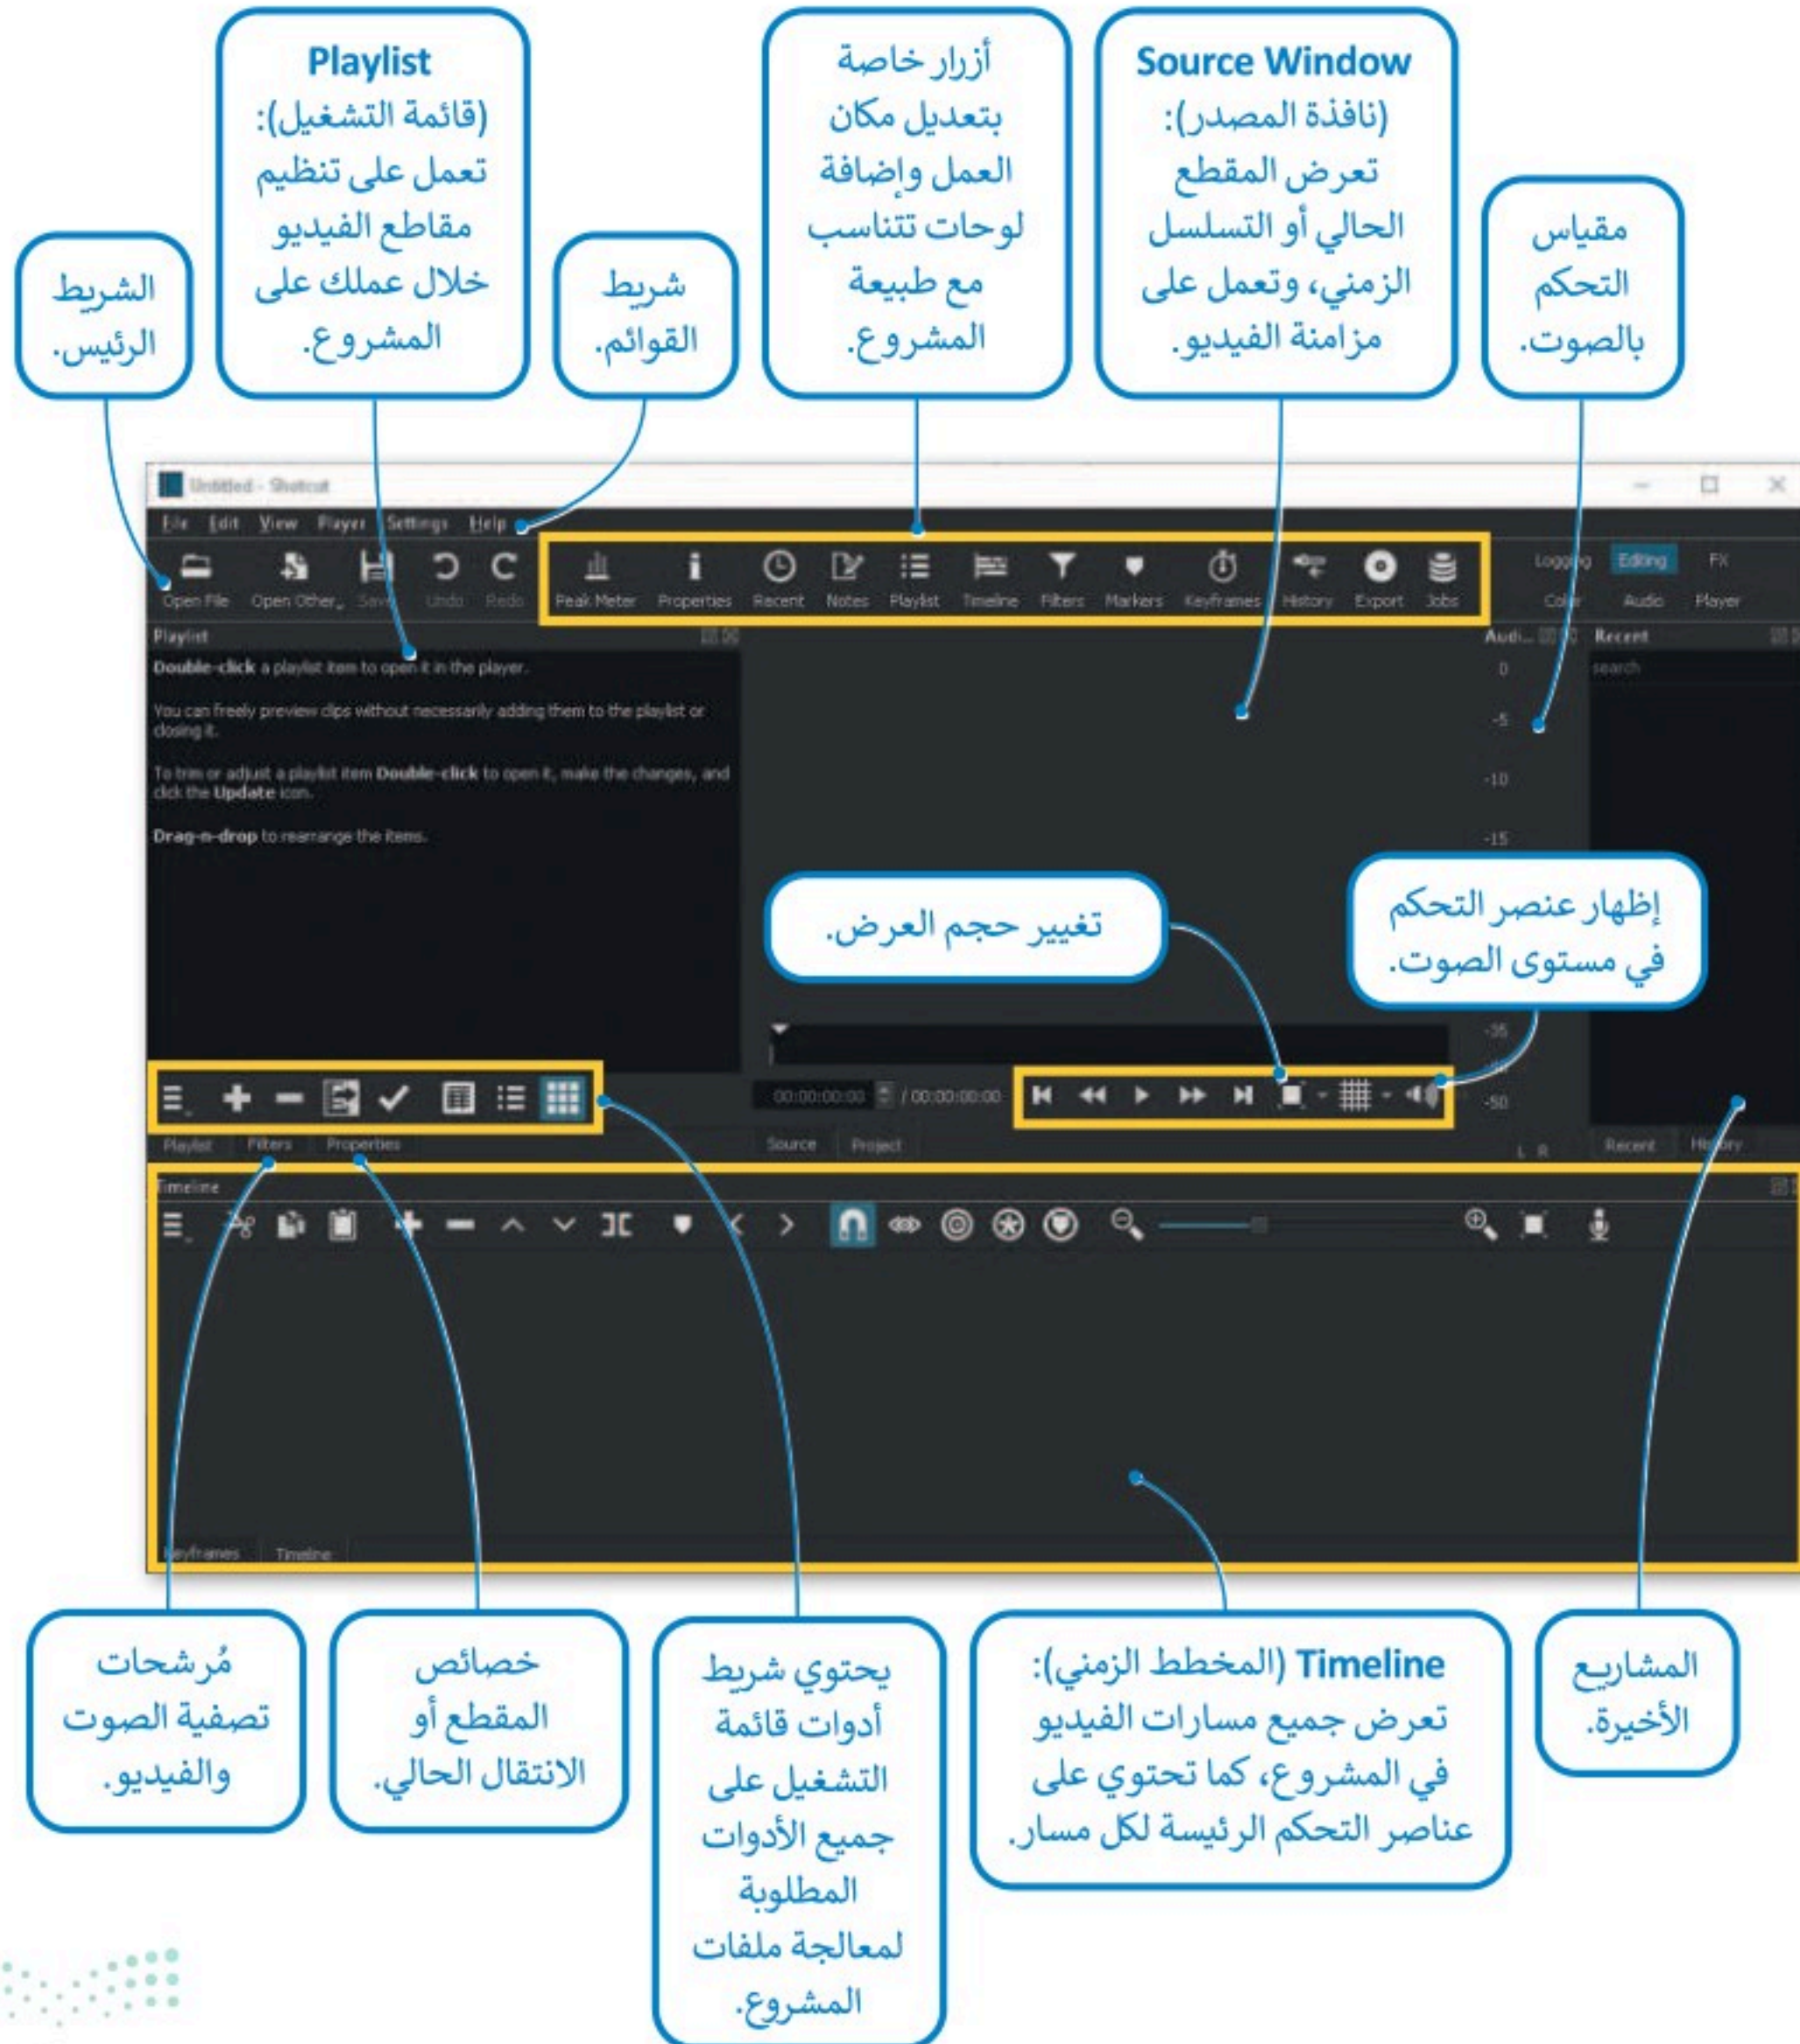 Playlist
(قائمة التشغيل):
تعمل على تنظيم
مقاطع الفيديو
خلال عملك على
المشروع.
أزرار خاصة
بتعديل مكان
العمل وإضافة
لوحات تتناسب
مع طبيعة
المشروع.
Source Window
(نافذة المصدر):
تعرض المقطع
الحالي أو التسلسل
الزمني، وتعمل على
مزامنة الفيديو.
مقياس
التحكم
بالصوت.
الشريط
الرئيس.
شريط
القوائم.
Untitled - Shotcut
File Edit View Player Settings Help
Open File Open Other... Save Undo Redo Peak Meter Properties Recent Notes Playlist Timeline Filters Markers Keyframes History Export Jobs
Logging Editing FX
Color Audio Player
Playlist
Audi...
Recent
Double-click a playlist item to open it in the player.
You can freely preview clips without necessarily adding them to the playlist or
closing it.
To trim or adjust a playlist item Double-click to open it, make the changes, and
click the Update icon.
Drag-n-drop to rearrange the items.
search
0
-5
-10
-15
-35
-50
L R
تغيير حجم العرض.
إظهار عنصر التحكم
في مستوى الصوت.
00:00:00:00 / 00:00:00:00
Playlist Filters Properties
Source Project
Recent History
Timeline
Keyframes Timeline
مُرشحات
تصفية الصوت
والفيديو.
خصائص
المقطع أو
الانتقال الحالي.
يحتوي شريط
أدوات قائمة
التشغيل على
جميع الأدوات
المطلوبة
لمعالجة ملفات
المشروع.
Timeline (المخطط الزمني):
تعرض جميع مسارات الفيديو
في المشروع، كما تحتوي على
عناصر التحكم الرئيسة لكل مسار.
المشاريع
الأخيرة.